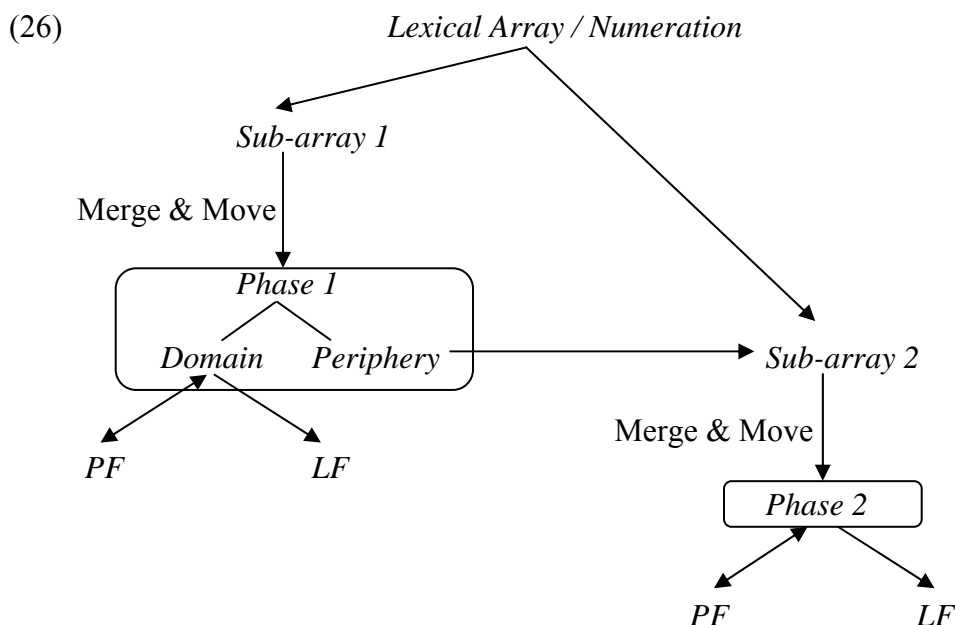 (26)
Lexical Array / Numeration
Sub-array 1
Merge & Move
Phase 1
Domain Periphery
Sub-array 2
PF LF
Merge & Move
Phase 2
PF LF